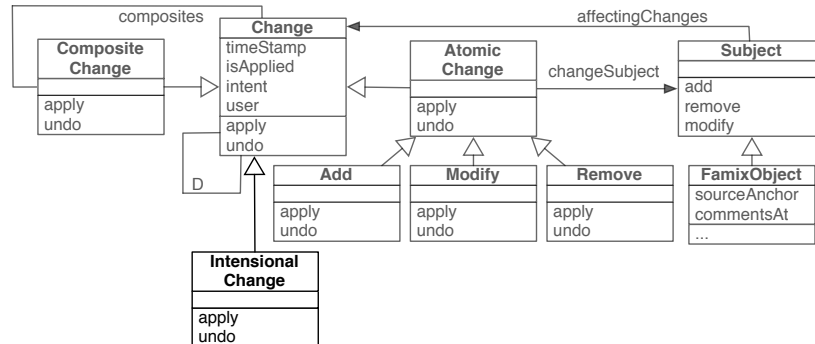 composites
Change
timeStamp
isApplied
intent
user
apply
undo
D
Composite
Change
apply
undo
affectingChanges
Atomic
Change
apply
undo
changeSubject
Subject
add
remove
modify
Add
apply
undo
Modify
apply
undo
Remove
apply
undo
FamixObject
sourceAnchor
commentsAt
...
Intensional
Change
apply
undo